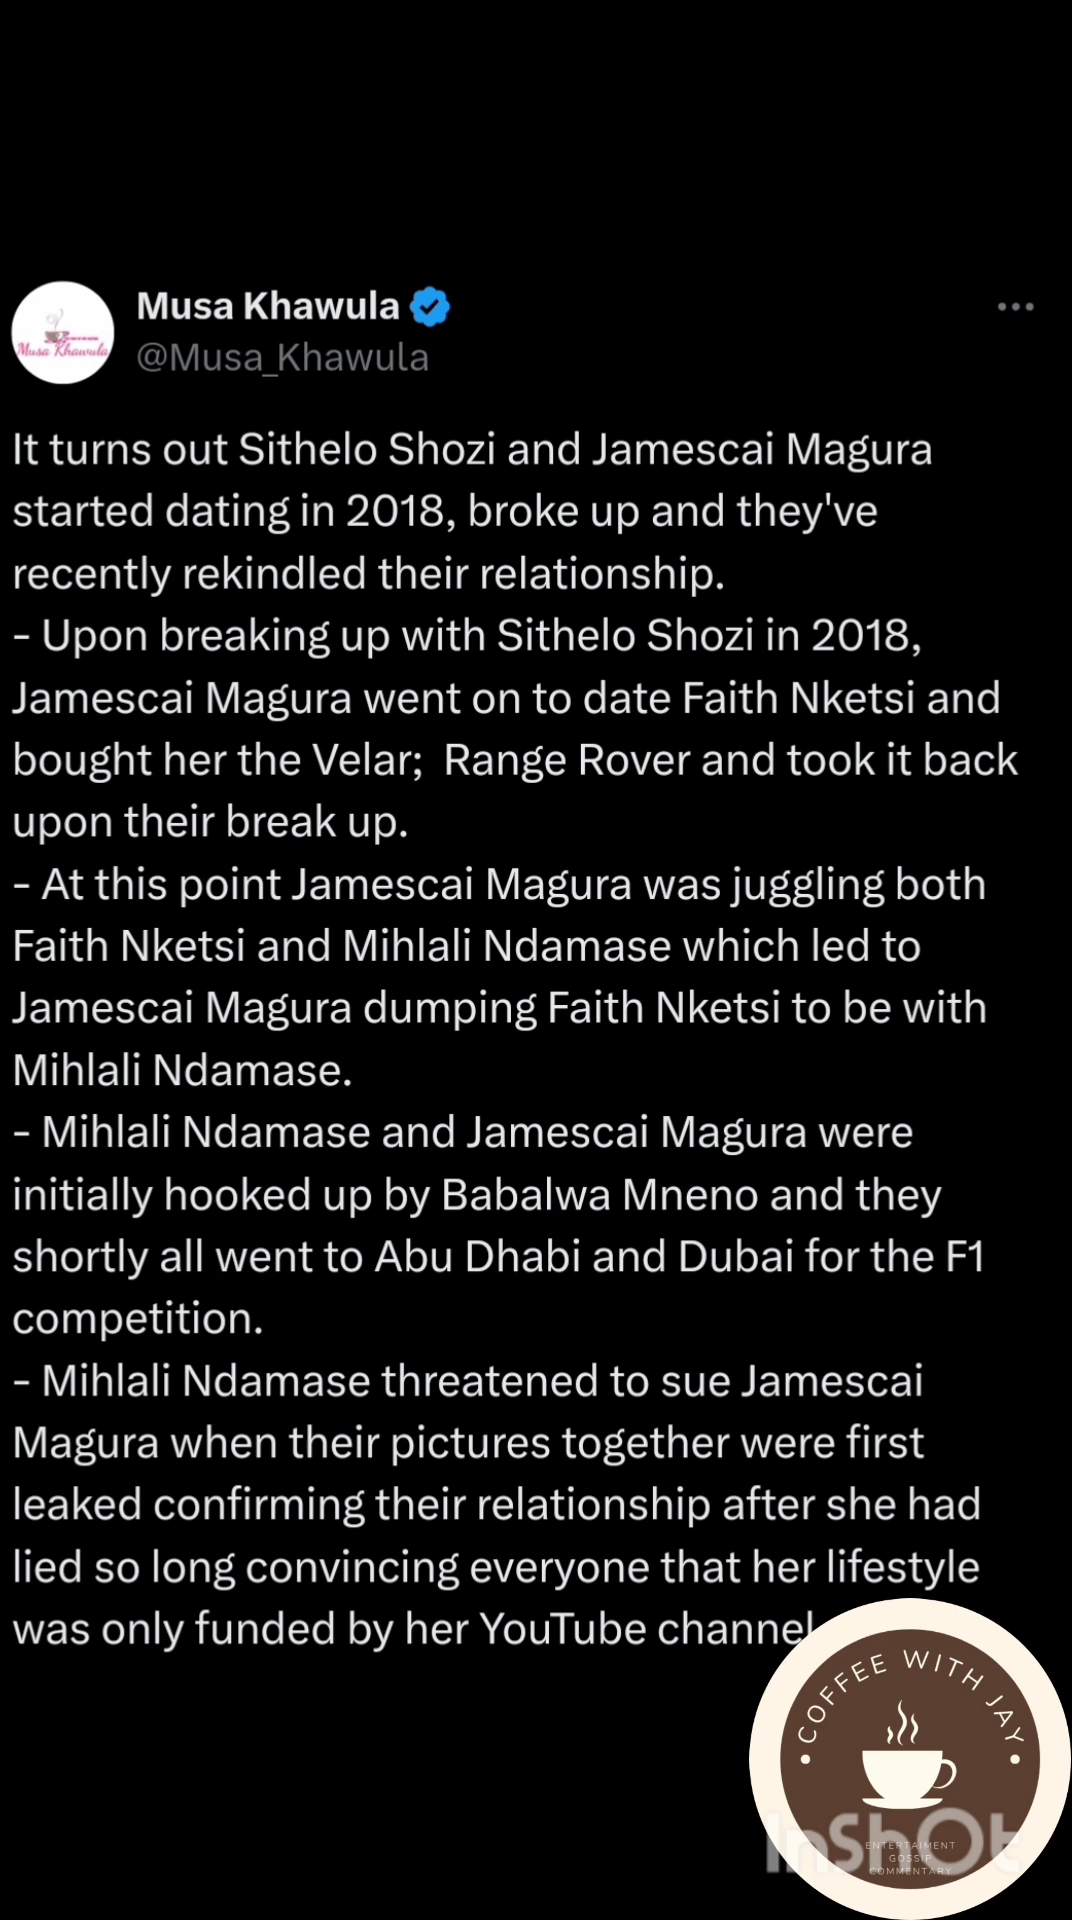 Musa Khawula
@Musa_Khawula
Musa Khawula
It turns out Sithelo Shozi and Jamescai Magura
started dating in 2018, broke up and they've
recently rekindled their relationship.
- Upon breaking up with Sithelo Shozi in 2018,
Jamescai Magura went on to date Faith Nketsi and
bought her the Velar;  Range Rover and took it back
upon their break up.
- At this point Jamescai Magura was juggling both
Faith Nketsi and Mihlali Ndamase which led to
Jamescai Magura dumping Faith Nketsi to be with
Mihlali Ndamase.
- Mihlali Ndamase and Jamescai Magura were
initially hooked up by Babalwa Mneno and they
shortly all went to Abu Dhabi and Dubai for the F1
competition.
- Mihlali Ndamase threatened to sue Jamescai
Magura when their pictures together were first
leaked confirming their relationship after she had
lied so long convincing everyone that her lifestyle
was only funded by her YouTube channel
• COFFEE WITH JAY •
InShOt
ENTERTAIMENT
GOSSIP
COMMENTARY